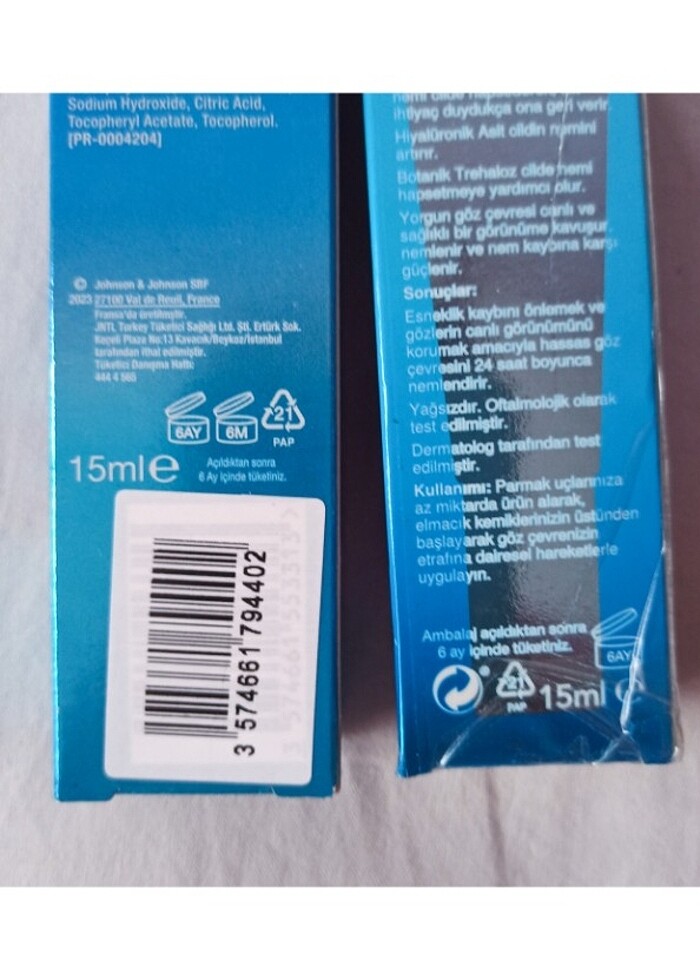 Sodium Hydroxide, Citric Acid,
Tocopheryl Acetate, Tocopherol.
[PR-0004204]
© Johnson & Johnson SBF
2023 27100 Val de Reuil, France
Fransa'da üretilmiştir.
JNTL Turkey Tüketici Sağlığı Ltd. Şti. Ertürk Sok.
Keçeli Plaza No:13 Kavacık/Beykoz/İstanbul
tarafından ithal edilmiştir.
Tüketici Danışma Hattı:
444 4 565
6AY 6M 21
PAP
15ml e
Açıldıktan sonra
6 Ay içinde tüketiniz.
3 574661 794402
ihtiyaç duydukça ona geri verir.
Hiyalüronik Asit cildin nemini
artırır.
Botanik Trehaloz cilde nemi
hapsetmeye yardımcı olur.
Yorgun göz çevresi canlı ve
sağlıklı bir görünüme kavuşur,
nemlenir ve nem kaybına karşı
güçlenir.
Sonuçlar:
Esneklik kaybını önlemek ve
gözlerin canlı görünümünü
korumak amacıyla hassas göz
çevresini 24 saat boyunca
nemlendirir.
Yağsızdır. Oftalmolojik olarak
test edilmiştir.
Dermatolog tarafından test
edilmiştir.
Kullanımı: Parmak uçlarınıza
az miktarda ürün alarak,
elmacık kemiklerinizin üstünden
başlayarak göz çevrenizin
etrafına dairesel hareketlerle
uygulayın.
Ambalaj açıldıktan sonra
6 ay içinde tüketiniz.
6AY
21
PAP
15ml e